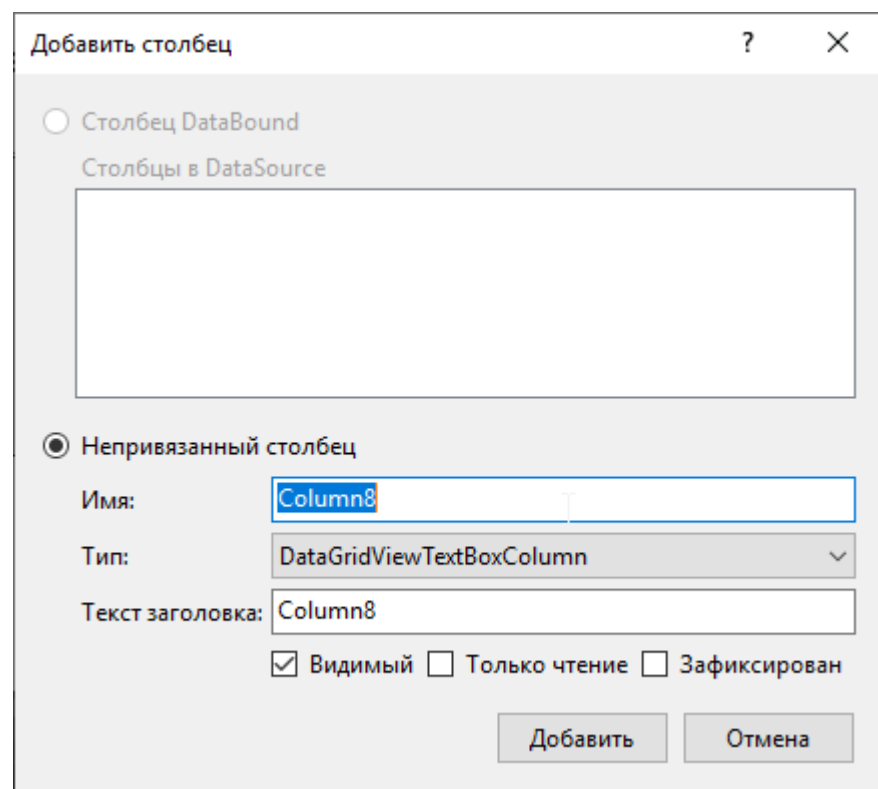 Добавить столбец ?
Столбец DataBound
Столбцы в DataSource
Непривязанный столбец
Имя: Column8
Тип: DataGridViewTextBoxColumn
Текст заголовка: Column8
Видимый Только чтение Зафиксирован
Добавить Отмена